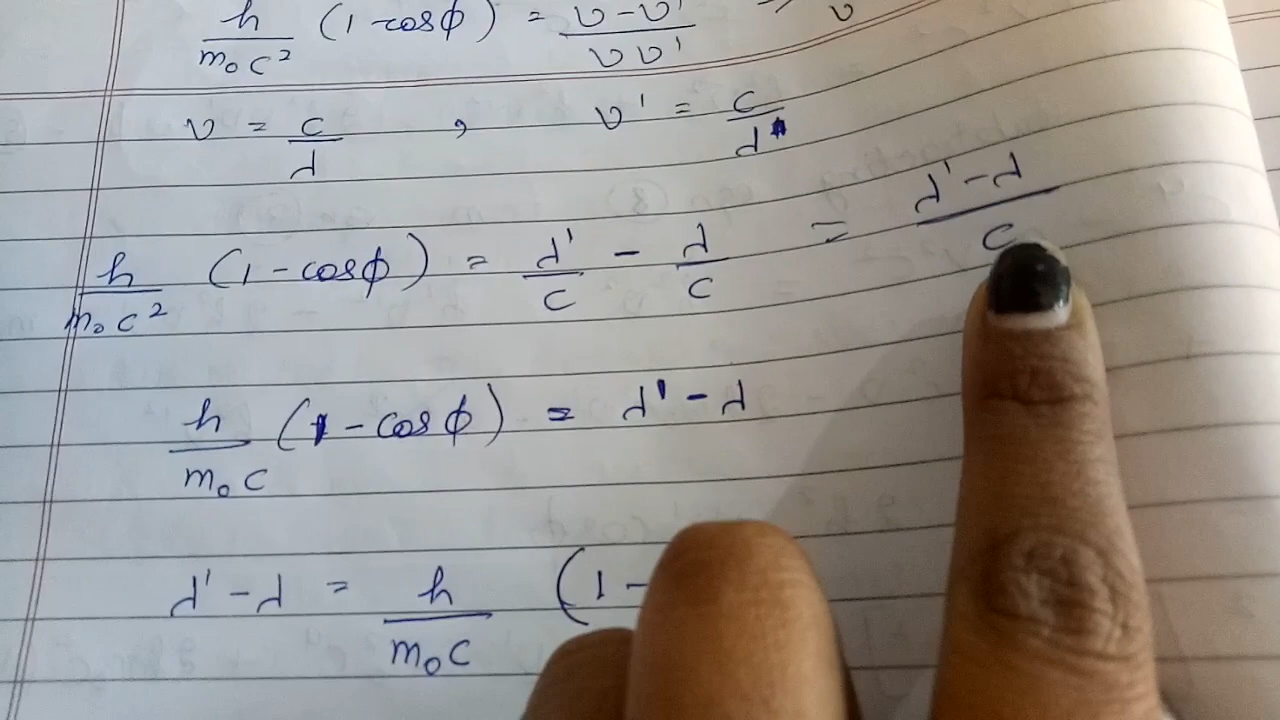 h/m₀c² (1-cosϕ) = υ-υ'/υυ' ⇒ υ
υ = c/λ , υ' = c/λ'
h/m₀c² (1-cosϕ) = λ'/c - λ/c = λ'-λ/c
h/m₀c (1-cosϕ) = λ'-λ
λ'-λ = h/m₀c (1-